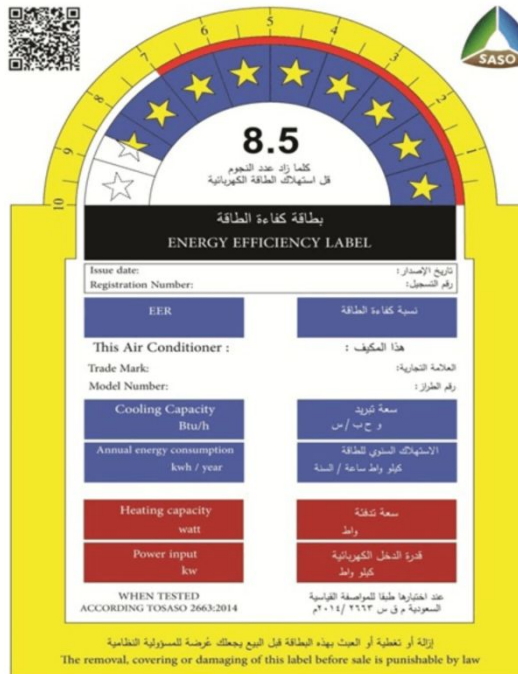 SASO
10 9 8 7 6 5 4 3 2 1
8.5
كلما زاد عدد النجوم
قل استهلاك الطاقة الكهربائية
بطاقة كفاءة الطاقة
ENERGY EFFICIENCY LABEL
Issue date: تاريخ الإصدار:
Registration Number: رقم التسجيل:
EER نسبة كفاءة الطاقة
This Air Conditioner : هذا المكيف :
Trade Mark: العلامة التجارية:
Model Number: رقم الطراز:
Cooling Capacity سعة تبريد
Btu/h و ح ب / س
Annual energy consumption الاستهلاك السنوي للطاقة
kwh / year كيلو واط ساعة / السنة
Heating capacity سعة تدفئة
watt واط
Power input قدرة الدخل الكهربائية
kw كيلو واط
WHEN TESTED عند اختبارها طبقا للمواصفة القياسية
ACCORDING TOSASO 2663:2014 السعودية م ق س ٢٦٦٣ /٢٠١٤م
إزالة أو تغطية أو العبث بهذه البطاقة قبل البيع يجعلك عُرضة للمسؤولية النظامية
The removal, covering or damaging of this label before sale is punishable by law